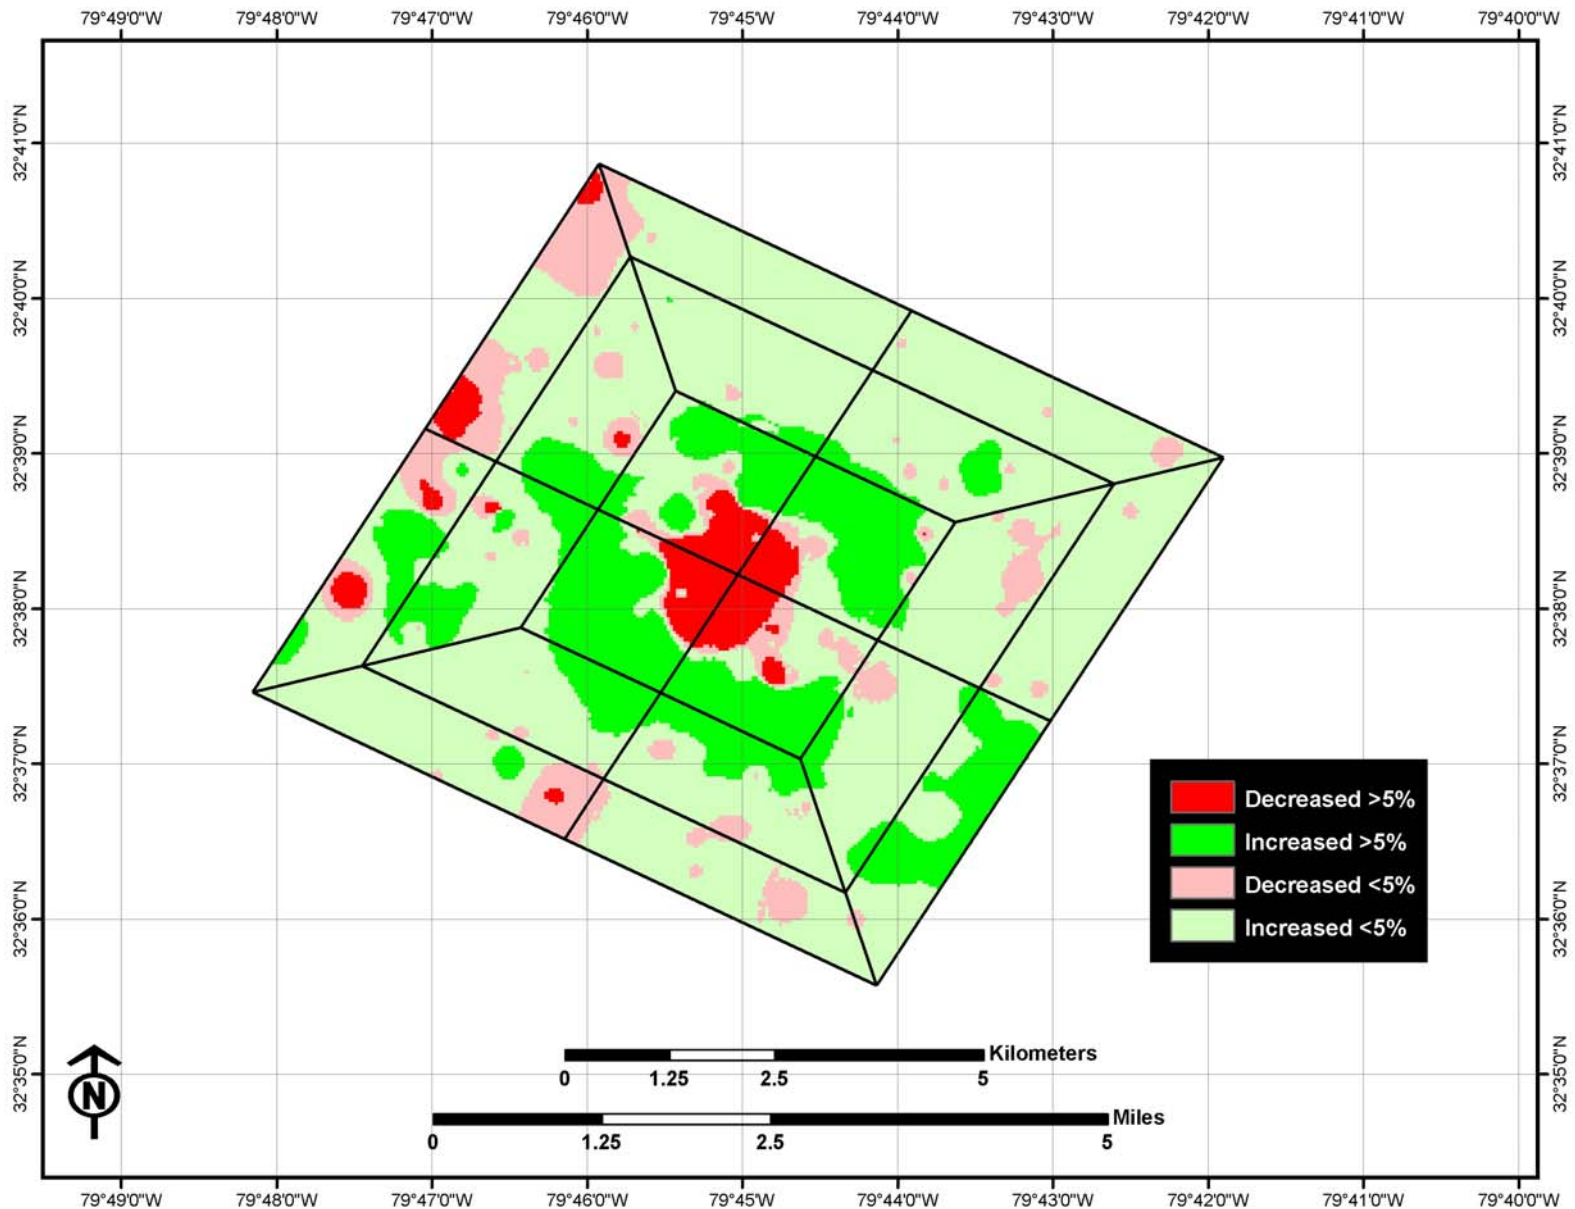 79°49'0"W 79°48'0"W 79°47'0"W 79°46'0"W 79°45'0"W 79°44'0"W 79°43'0"W 79°42'0"W 79°41'0"W 79°40'0"W
32°41'0"N 32°41'0"N
32°40'0"N 32°40'0"N
32°39'0"N 32°39'0"N
32°38'0"N 32°38'0"N
32°37'0"N 32°37'0"N
Decreased >5%
Increased >5%
Decreased <5%
Increased <5%
32°36'0"N 32°36'0"N
32°35'0"N 32°35'0"N
Kilometers
0 1.25 2.5 5
N
Miles
0 1.25 2.5 5
79°49'0"W 79°48'0"W 79°47'0"W 79°46'0"W 79°45'0"W 79°44'0"W 79°43'0"W 79°42'0"W 79°41'0"W 79°40'0"W